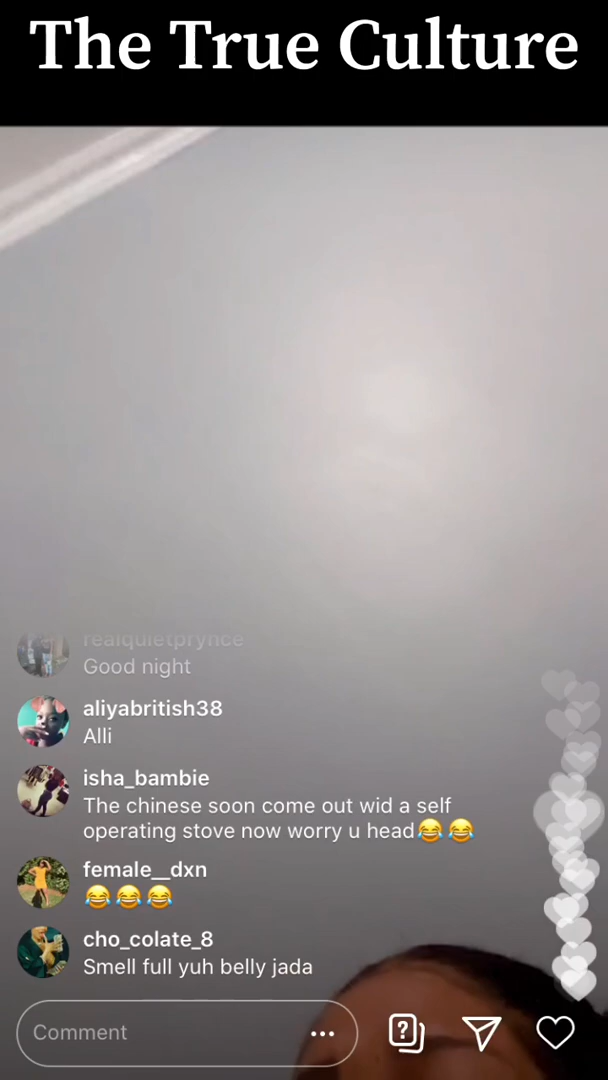 The True Culture
realquietprynce
Good night
aliyabritish38
Alli
isha_bambie
The chinese soon come out wid a self
operating stove now worry u head😂 😂
female__dxn
😂 😂 😂
cho_colate_8
Smell full yuh belly jada
Comment